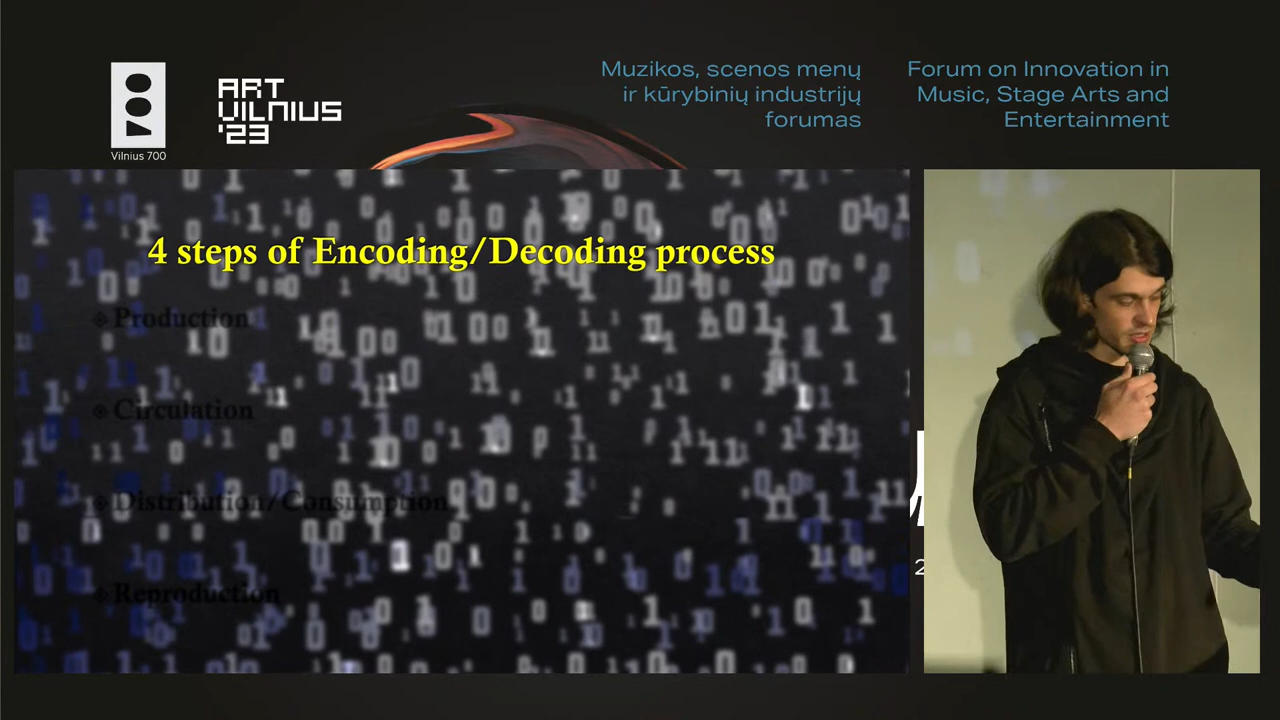 Vilnius 700
ART
VILNIUS
'23
Muzikos, scenos menų
ir kūrybinių industrijų
forumas
Forum on Innovation in
Music, Stage Arts and
Entertainment
4 steps of Encoding/Decoding process
Production
Circulation
Distribution/Consumption
Reproduction